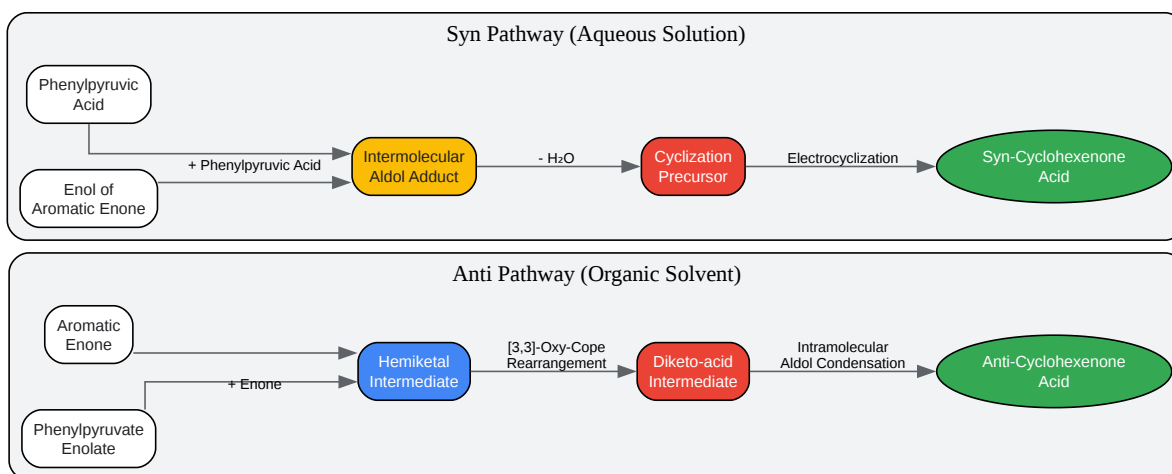 Syn Pathway (Aqueous Solution)
Phenylpyruvic
Acid
+ Phenylpyruvic Acid
Enol of
Aromatic Enone
Intermolecular
Aldol Adduct
- H₂O
Cyclization
Precursor
Electrocyclization
Syn-Cyclohexenone
Acid
Anti Pathway (Organic Solvent)
Aromatic
Enone
+ Enone
Phenylpyruvate
Enolate
Hemiketal
Intermediate
[3,3]-Oxy-Cope
Rearrangement
Diketo-acid
Intermediate
Intramolecular
Aldol Condensation
Anti-Cyclohexenone
Acid